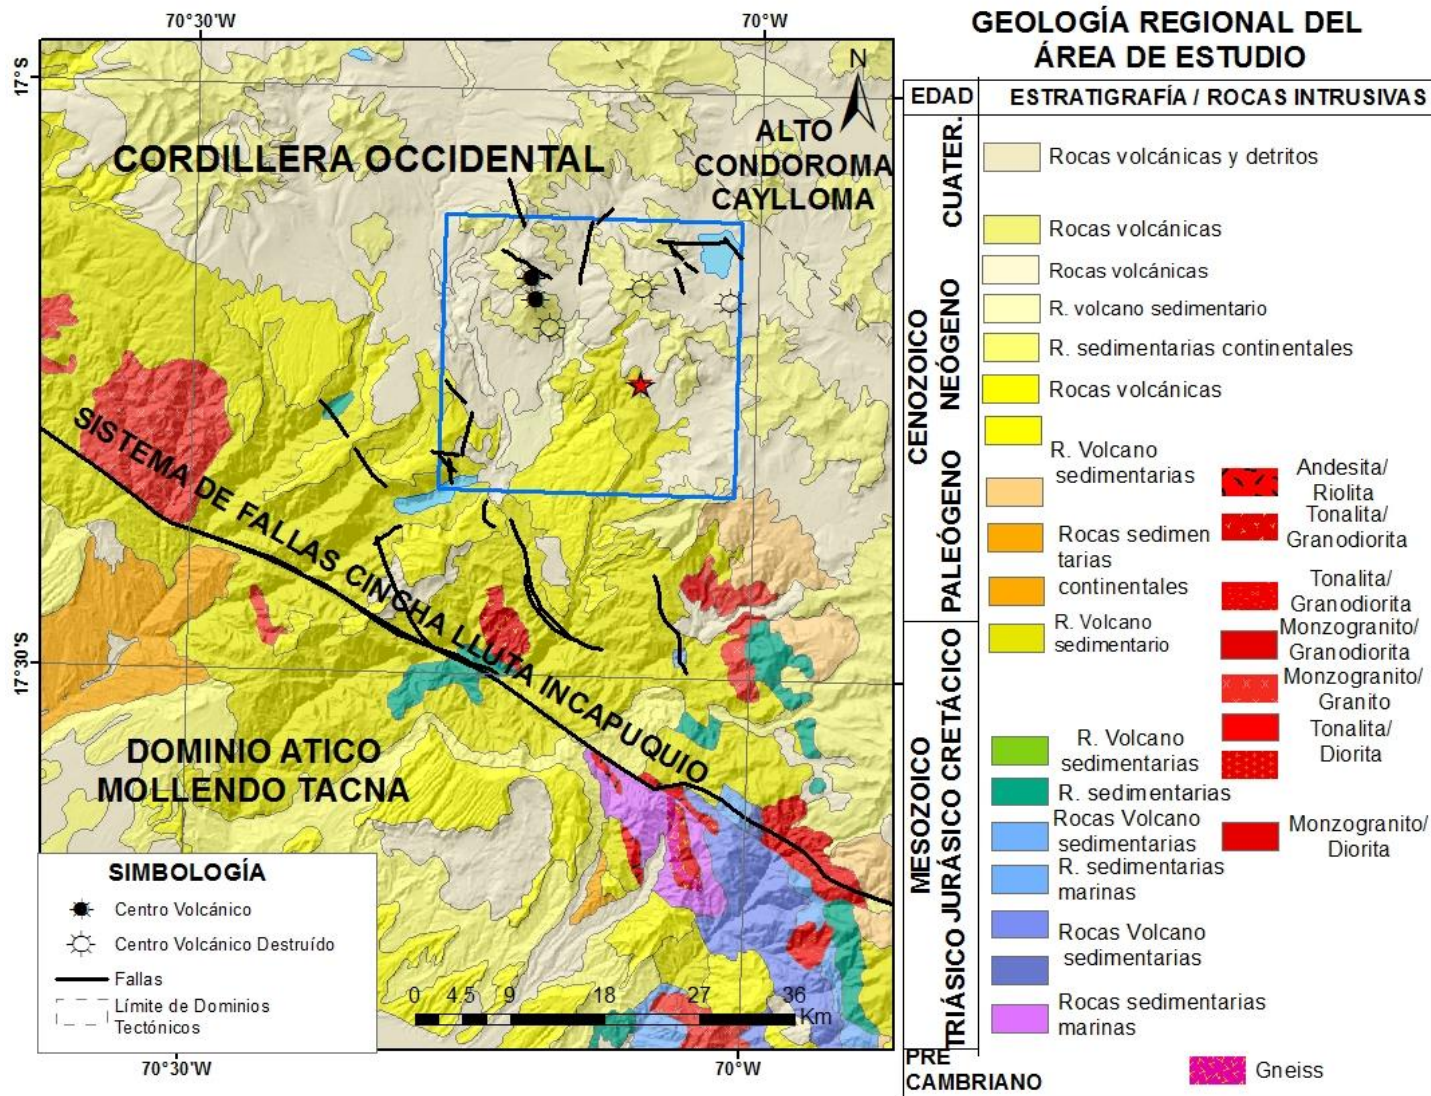 70°30'W
70°W
17°S
N
CORDILLERA OCCIDENTAL
ALTO
CONDOROMA
CAYLLOMA
SISTEMA DE FALLAS CINCHA LLUTA INCAPUQUIO
17°30'S
DOMINIO ATICO
MOLLENDO TACNA
SIMBOLOGÍA
Centro Volcánico
Centro Volcánico Destruído
Fallas
Límite de Dominios
Tectónicos
0 4.5 9 18 27 36
Km
70°30'W
70°W
GEOLOGÍA REGIONAL DEL
ÁREA DE ESTUDIO
EDAD
ESTRATIGRAFÍA / ROCAS INTRUSIVAS
CENOZOICO
CUATER.
NEÓGENO
PALEÓGENO
MESOZOICO
CRETÁCICO
JURÁSICO
TRIÁSICO
PRE
CAMBRIANO
Rocas volcánicas y detritos
Rocas volcánicas
Rocas volcánicas
R. volcano sedimentario
R. sedimentarias continentales
Rocas volcánicas
R. Volcano
sedimentarias
Rocas sedimen
tarias
continentales
R. Volcano
sedimentario
R. Volcano
sedimentarias
R. sedimentarias
Rocas Volcano
sedimentarias
R. sedimentarias
marinas
Rocas Volcano
sedimentarias
Rocas sedimentarias
marinas
Andesita/
Riolita
Tonalita/
Granodiorita
Tonalita/
Granodiorita
Monzogranito/
Granodiorita
Monzogranito/
Granito
Tonalita/
Diorita
Monzogranito/
Diorita
Gneiss